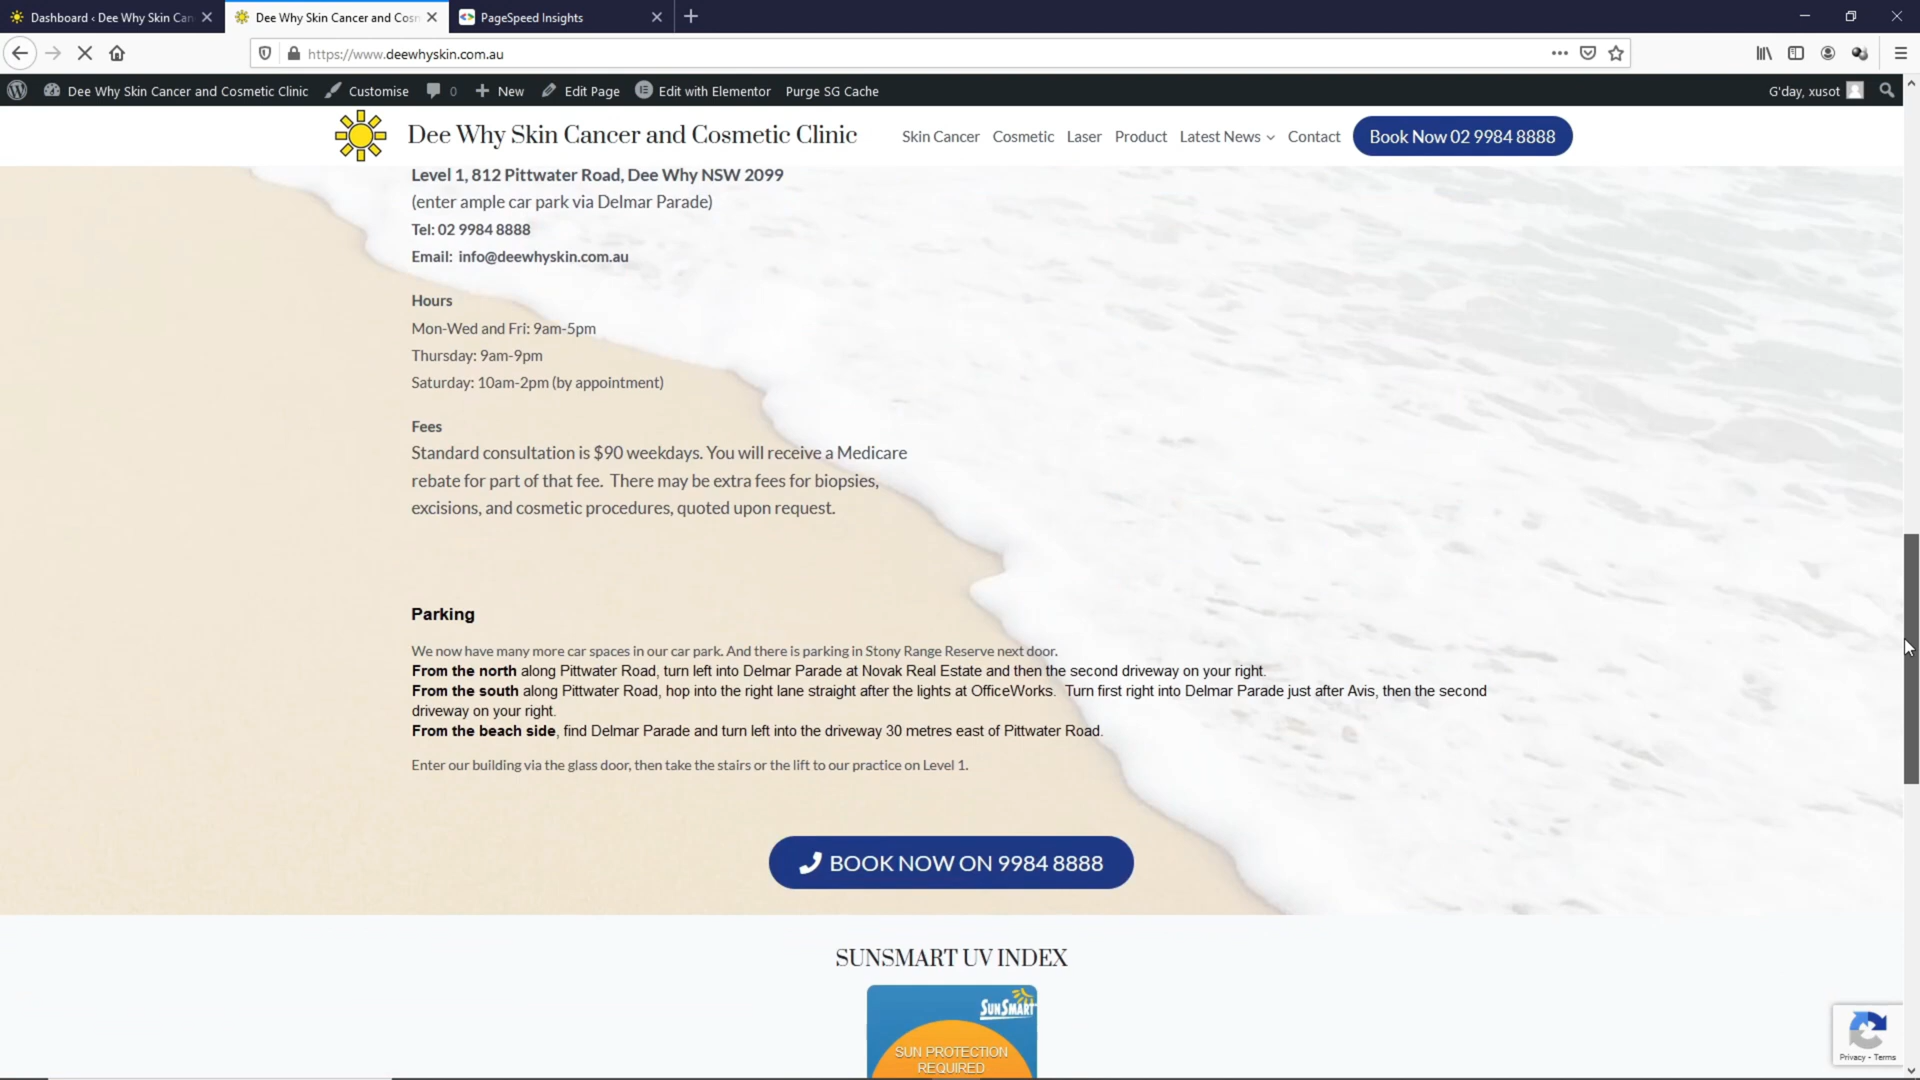 Dashboard ‹ Dee Why Skin Can
Dee Why Skin Cancer and Cosm
PageSpeed Insights
https://www.deewhyskin.com.au
Dee Why Skin Cancer and Cosmetic Clinic
Customise
0
New
Edit Page
Edit with Elementor
Purge SG Cache
G'day, xusot
Dee Why Skin Cancer and Cosmetic Clinic
Skin Cancer
Cosmetic
Laser
Product
Latest News
Contact
Book Now 02 9984 8888
Level 1, 812 Pittwater Road, Dee Why NSW 2099
(enter ample car park via Delmar Parade)
Tel: 02 9984 8888
Email: info@deewhyskin.com.au
Hours
Mon-Wed and Fri: 9am-5pm
Thursday: 9am-9pm
Saturday: 10am-2pm (by appointment)
Fees
Standard consultation is $90 weekdays. You will receive a Medicare
rebate for part of that fee. There may be extra fees for biopsies,
excisions, and cosmetic procedures, quoted upon request.
Parking
We now have many more car spaces in our car park. And there is parking in Stony Range Reserve next door.
From the north along Pittwater Road, turn left into Delmar Parade at Novak Real Estate and then the second driveway on your right.
From the south along Pittwater Road, hop into the right lane straight after the lights at OfficeWorks. Turn first right into Delmar Parade just after Avis, then the second
driveway on your right.
From the beach side, find Delmar Parade and turn left into the driveway 30 metres east of Pittwater Road.
Enter our building via the glass door, then take the stairs or the lift to our practice on Level 1.
BOOK NOW ON 9984 8888
SUNSMART UV INDEX
SunSmart
SUN PROTECTION
REQUIRED
Privacy - Terms